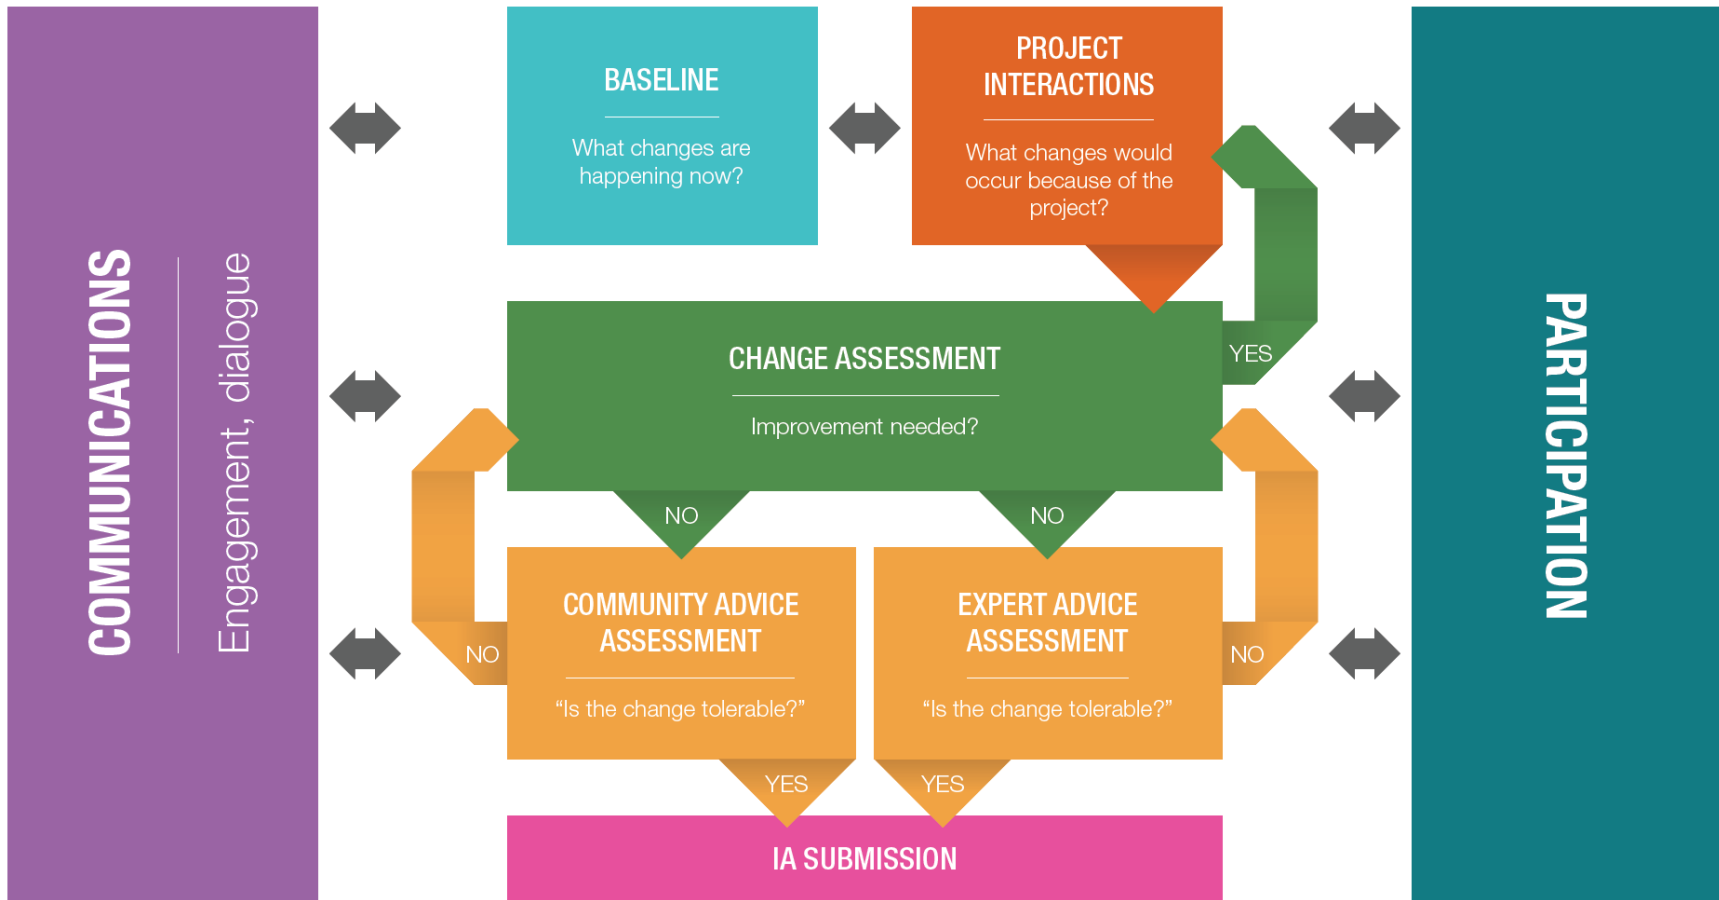 COMMUNICATIONS
Engagement, dialogue
BASELINE
What changes are
happening now?
PROJECT
INTERACTIONS
What changes would
occur because of the
project?
CHANGE ASSESSMENT
Improvement needed?
YES
NO
NO
COMMUNITY ADVICE
ASSESSMENT
“Is the change tolerable?”
NO
EXPERT ADVICE
ASSESSMENT
“Is the change tolerable?”
NO
YES
YES
IA SUBMISSION
PARTICIPATION